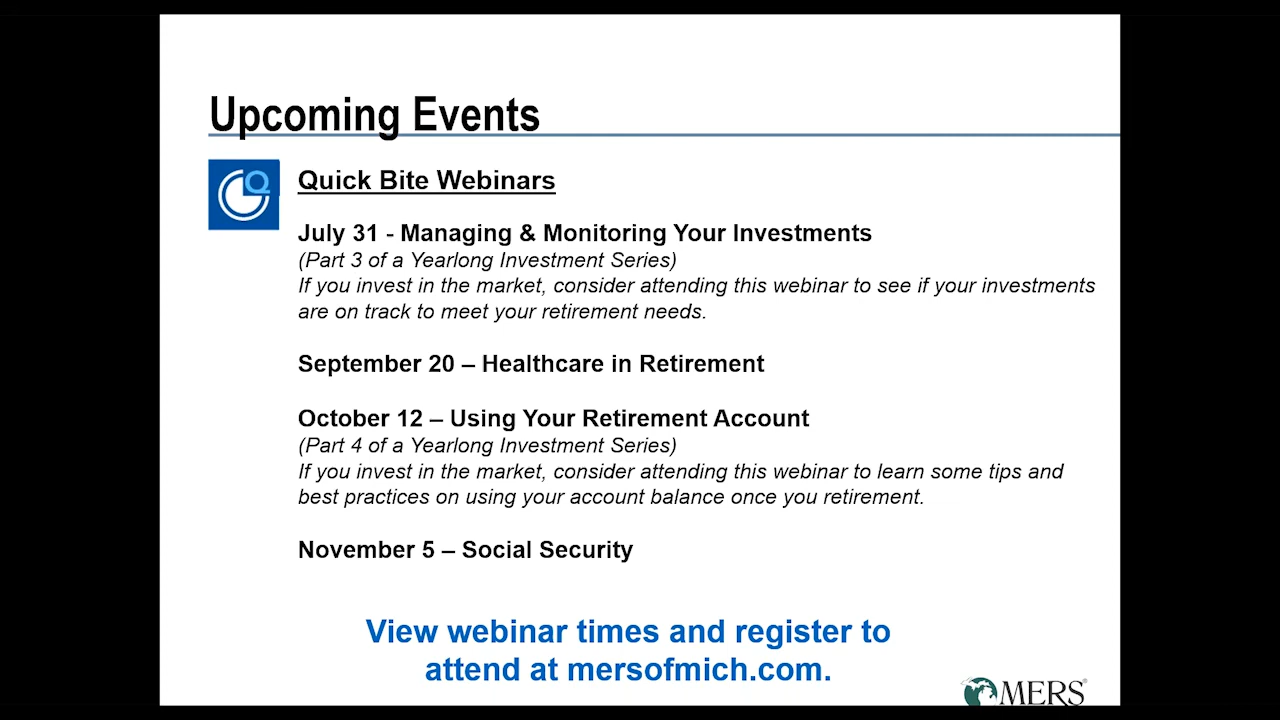 Upcoming Events
Q
Quick Bite Webinars
July 31 - Managing & Monitoring Your Investments
(Part 3 of a Yearlong Investment Series)
If you invest in the market, consider attending this webinar to see if your investments
are on track to meet your retirement needs.
September 20 – Healthcare in Retirement
October 12 – Using Your Retirement Account
(Part 4 of a Yearlong Investment Series)
If you invest in the market, consider attending this webinar to learn some tips and
best practices on using your account balance once you retirement.
November 5 – Social Security
View webinar times and register to
attend at mersofmich.com.
MERS®